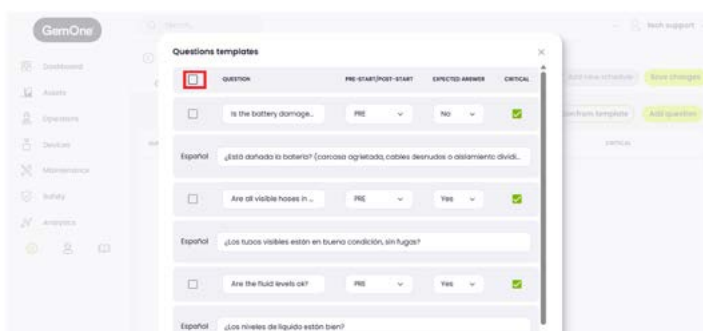 GemOne
Search...
tech support
Questions templates
QUESTION PRE-START/POST-START EXPECTED ANSWER CRITICAL
Dashboard
Assets
Operators
Devices
Maintenance
Safety
Analytics
Add new schedule Save changes
from template Add question
CRITICAL
Is the battery damage... PRE No
Español ¿Está dañada la batería? (carcasa agrietada, cables desnudos o aislamiento dividi...
Are all visible hoses in ... PRE Yes
Español ¿Los tubos visibles están en buena condición, sin fugas?
Are the fluid levels ok? PRE Yes
Español ¿Los niveles de líquido están bien?